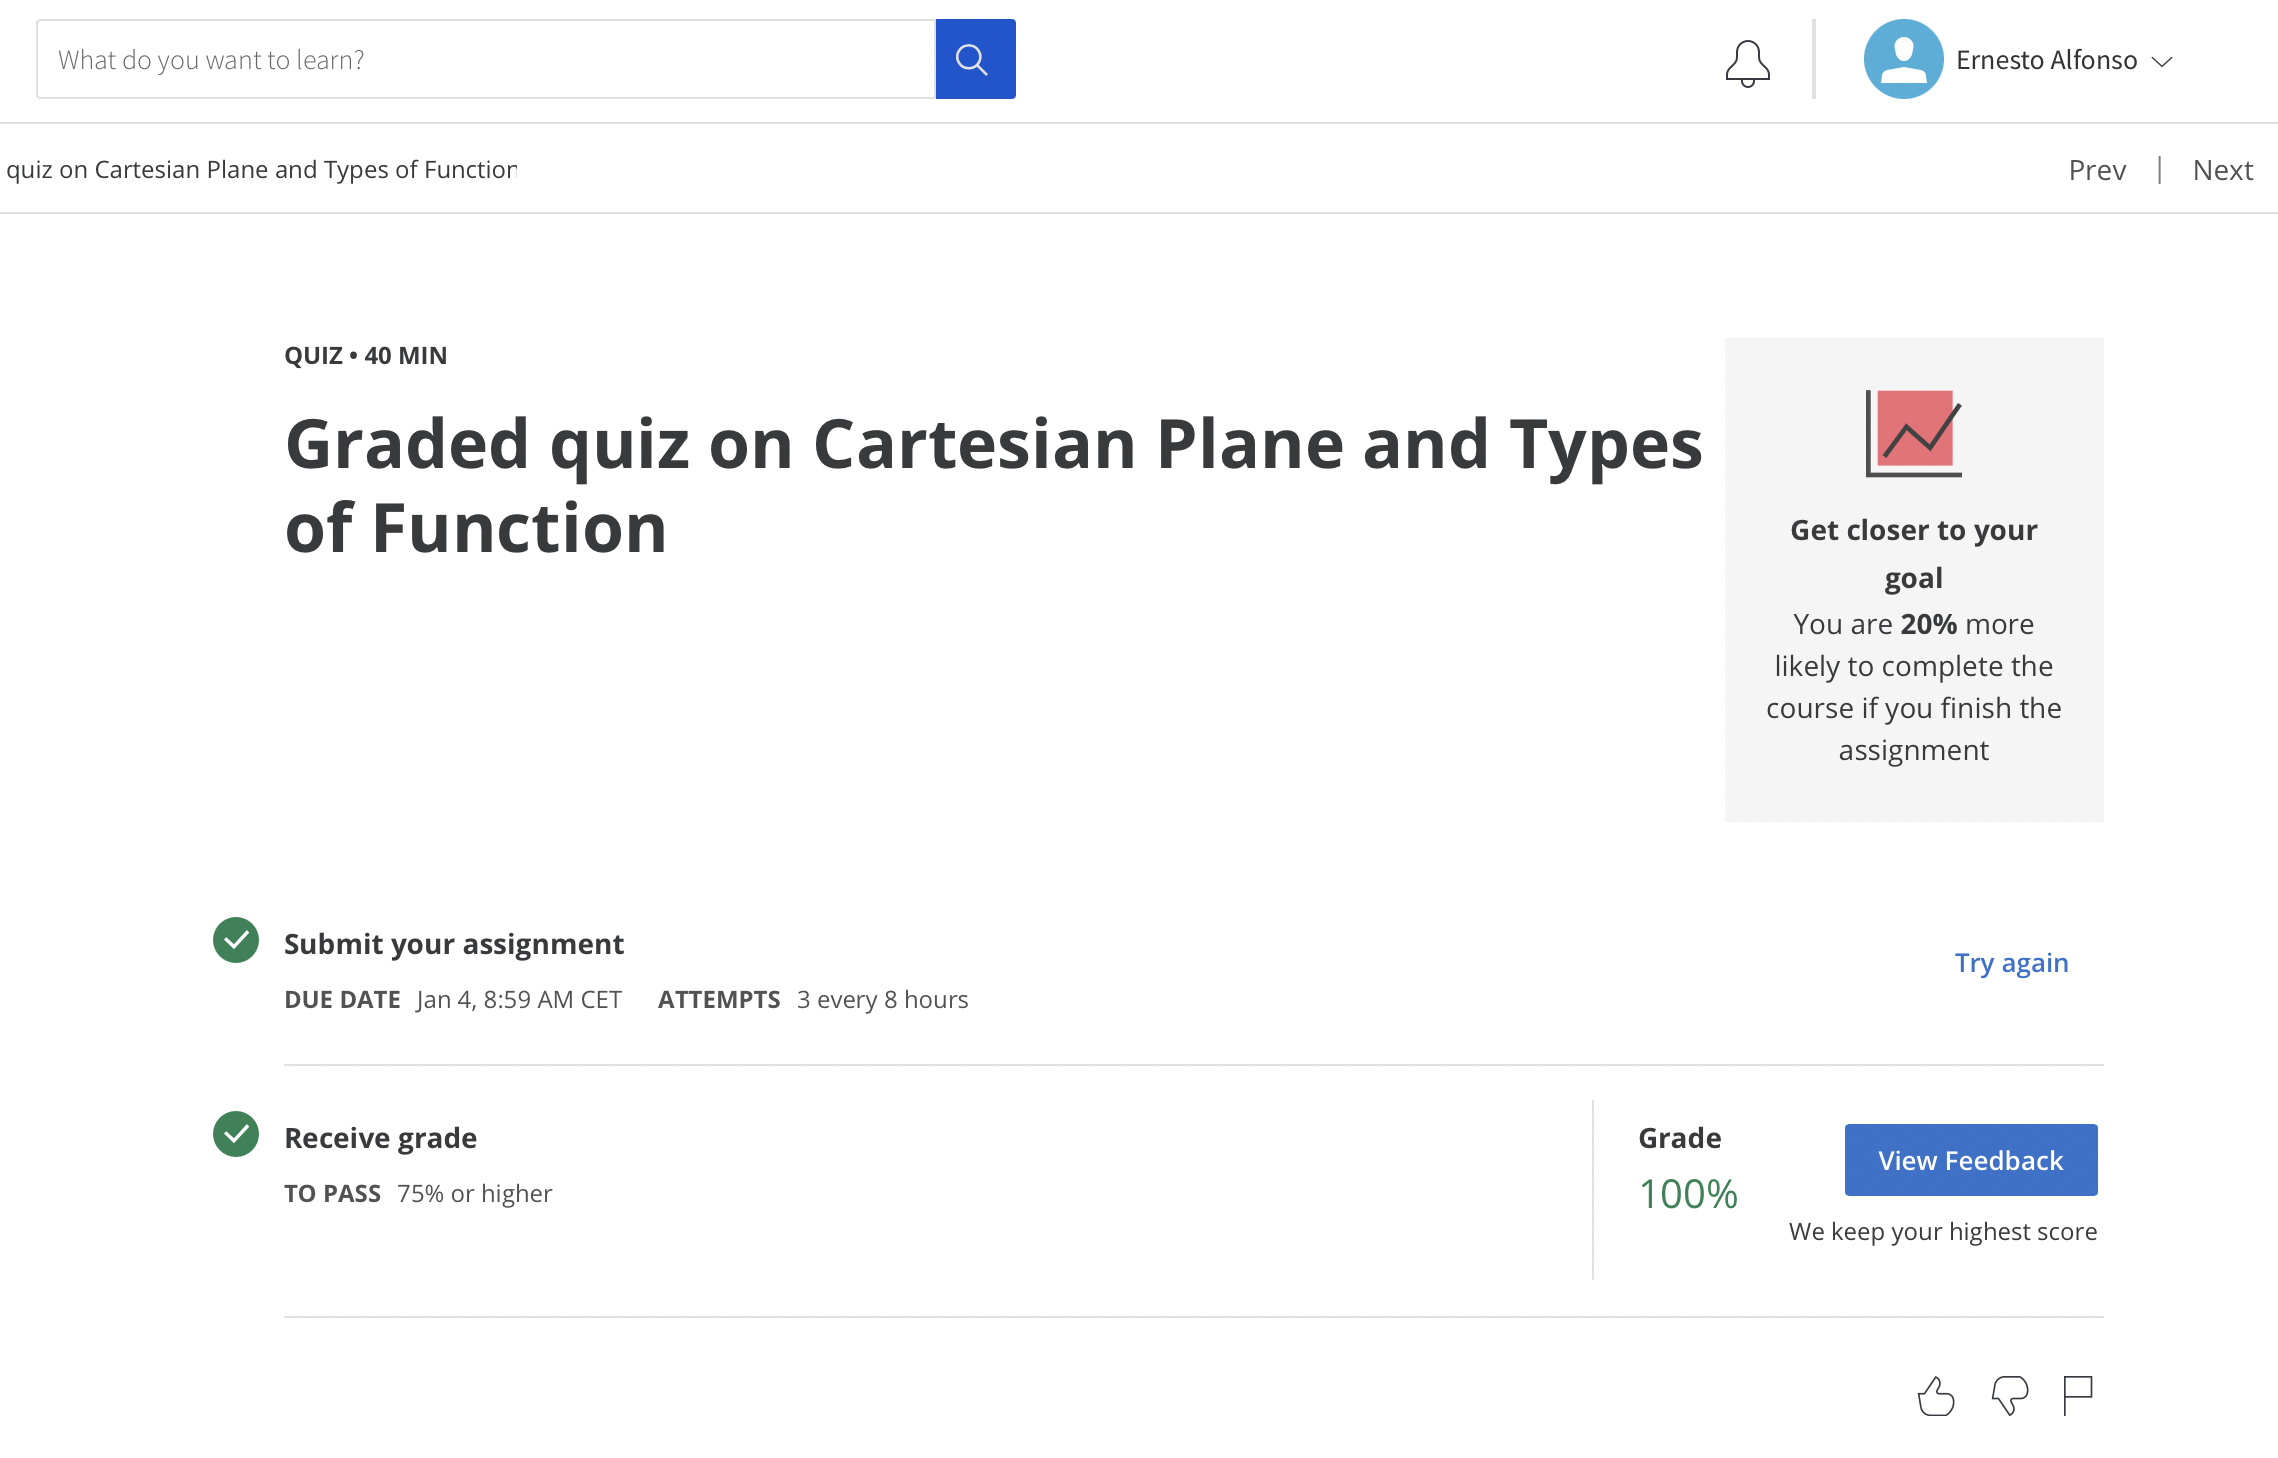 What do you want to learn?
Ernesto Alfonso
quiz on Cartesian Plane and Types of Function
Prev | Next
QUIZ • 40 MIN
Graded quiz on Cartesian Plane and Types
of Function
Get closer to your
goal
You are 20% more
likely to complete the
course if you finish the
assignment
Submit your assignment
Try again
DUE DATE Jan 4, 8:59 AM CET ATTEMPTS 3 every 8 hours
Receive grade
TO PASS 75% or higher
Grade
100%
View Feedback
We keep your highest score